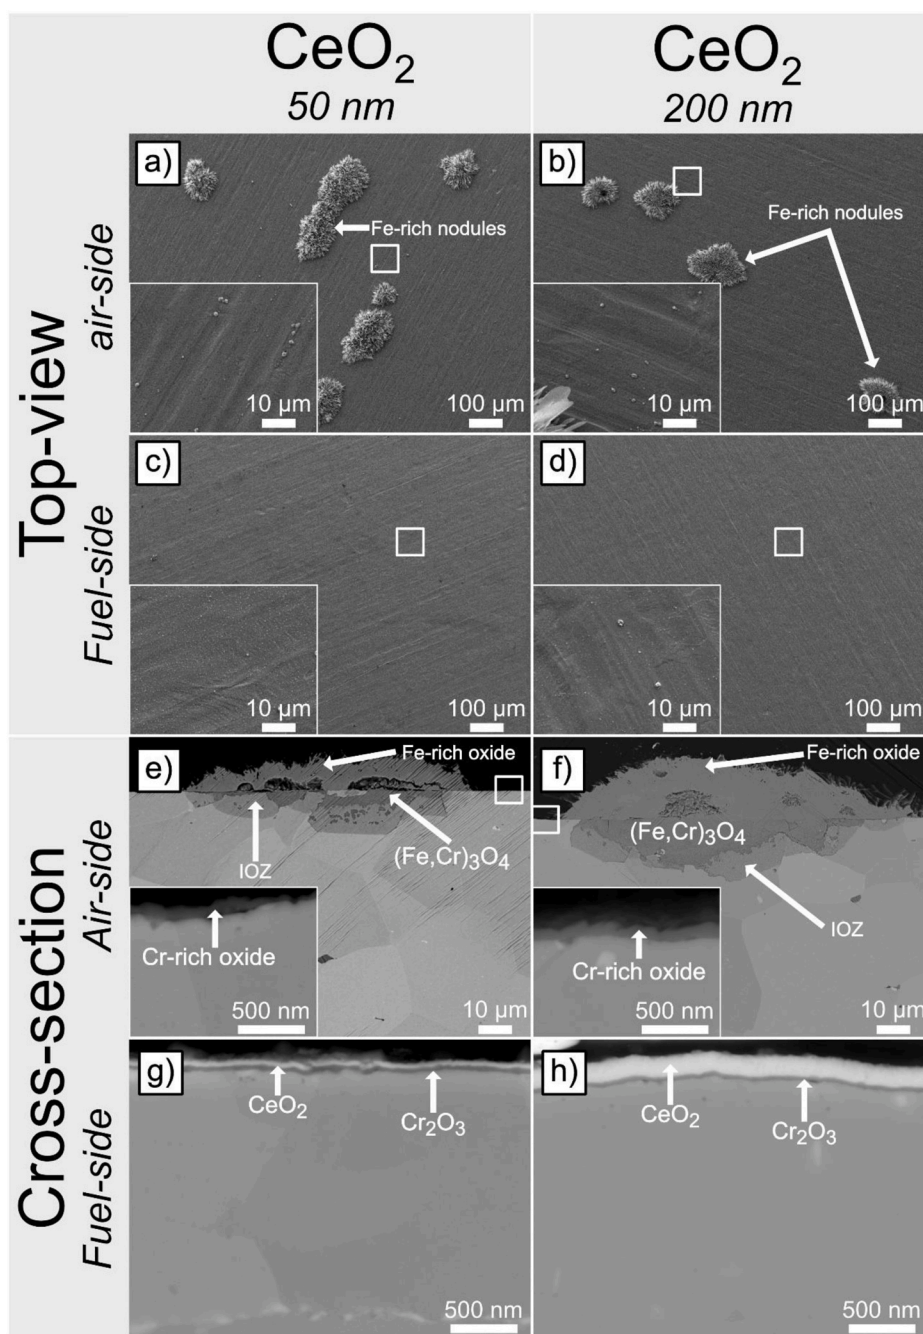 CeO2
50 nm
CeO2
200 nm
Top-view
air-side
Fuel-side
Cross-section
Air-side
Fuel-side
a)
Fe-rich nodules
10 µm
100 µm
b)
Fe-rich nodules
10 µm
100 µm
c)
10 µm
100 µm
d)
10 µm
100 µm
e)
Fe-rich oxide
IOZ
(Fe,Cr)3O4
Cr-rich oxide
500 nm
10 µm
f)
Fe-rich oxide
(Fe,Cr)3O4
IOZ
Cr-rich oxide
500 nm
10 µm
g)
CeO2
Cr2O3
500 nm
h)
CeO2
Cr2O3
500 nm